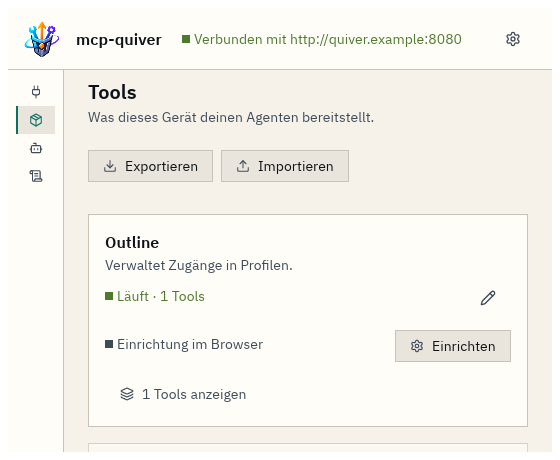 mcp-quiver
Verbunden mit http://quiver.example:8080
Tools
Was dieses Gerät deinen Agenten bereitstellt.
Exportieren
Importieren
Outline
Verwaltet Zugänge in Profilen.
Läuft · 1 Tools
Einrichtung im Browser
Einrichten
1 Tools anzeigen